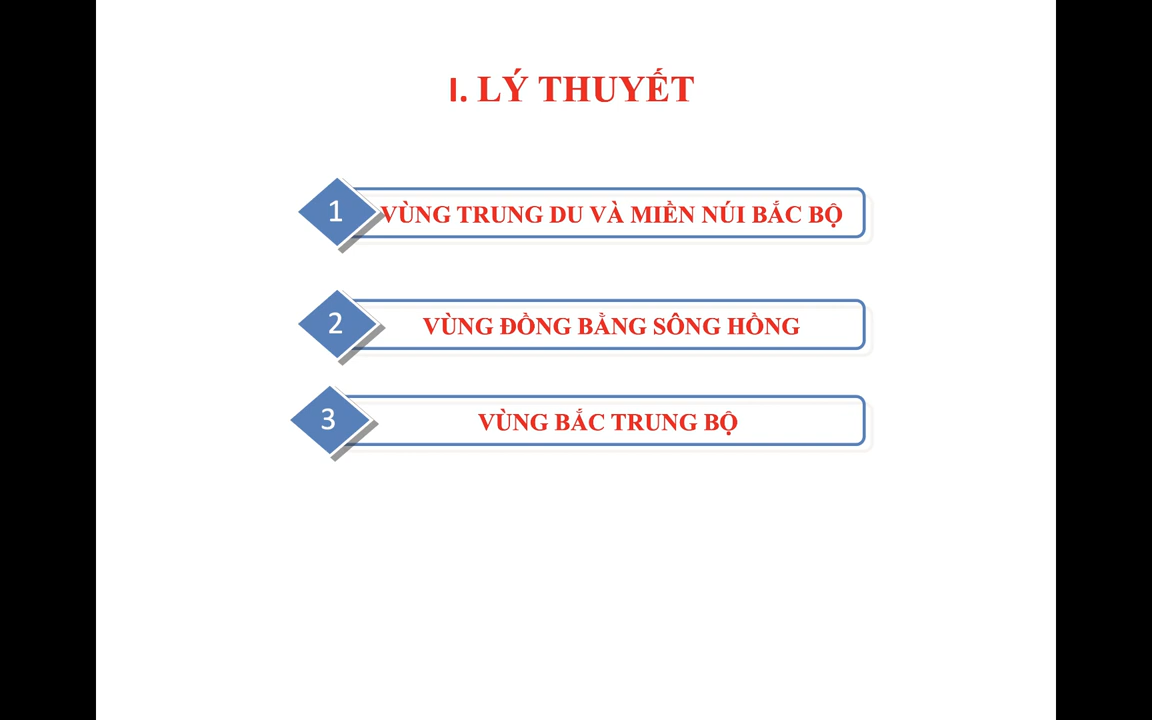 I. LÝ THUYẾT
1 VÙNG TRUNG DU VÀ MIỀN NÚI BẮC BỘ
2 VÙNG ĐỒNG BẰNG SÔNG HỒNG
3 VÙNG BẮC TRUNG BỘ